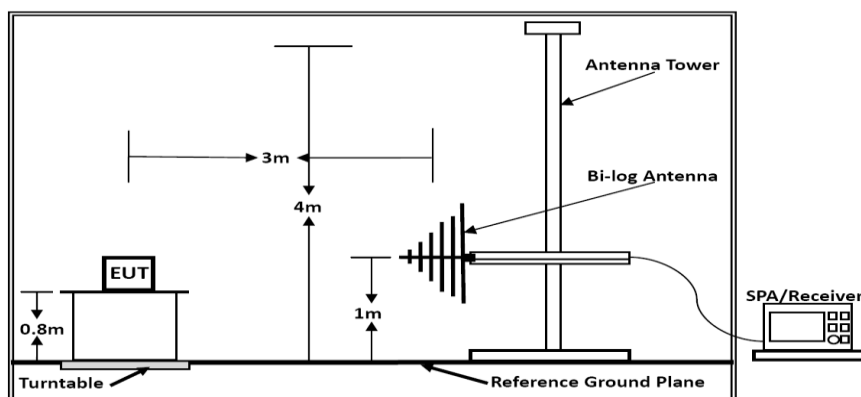 Antenna Tower
3m
Bi-log Antenna
4m
EUT
SPA/Receiver
0.8m
1m
Turntable
Reference Ground Plane